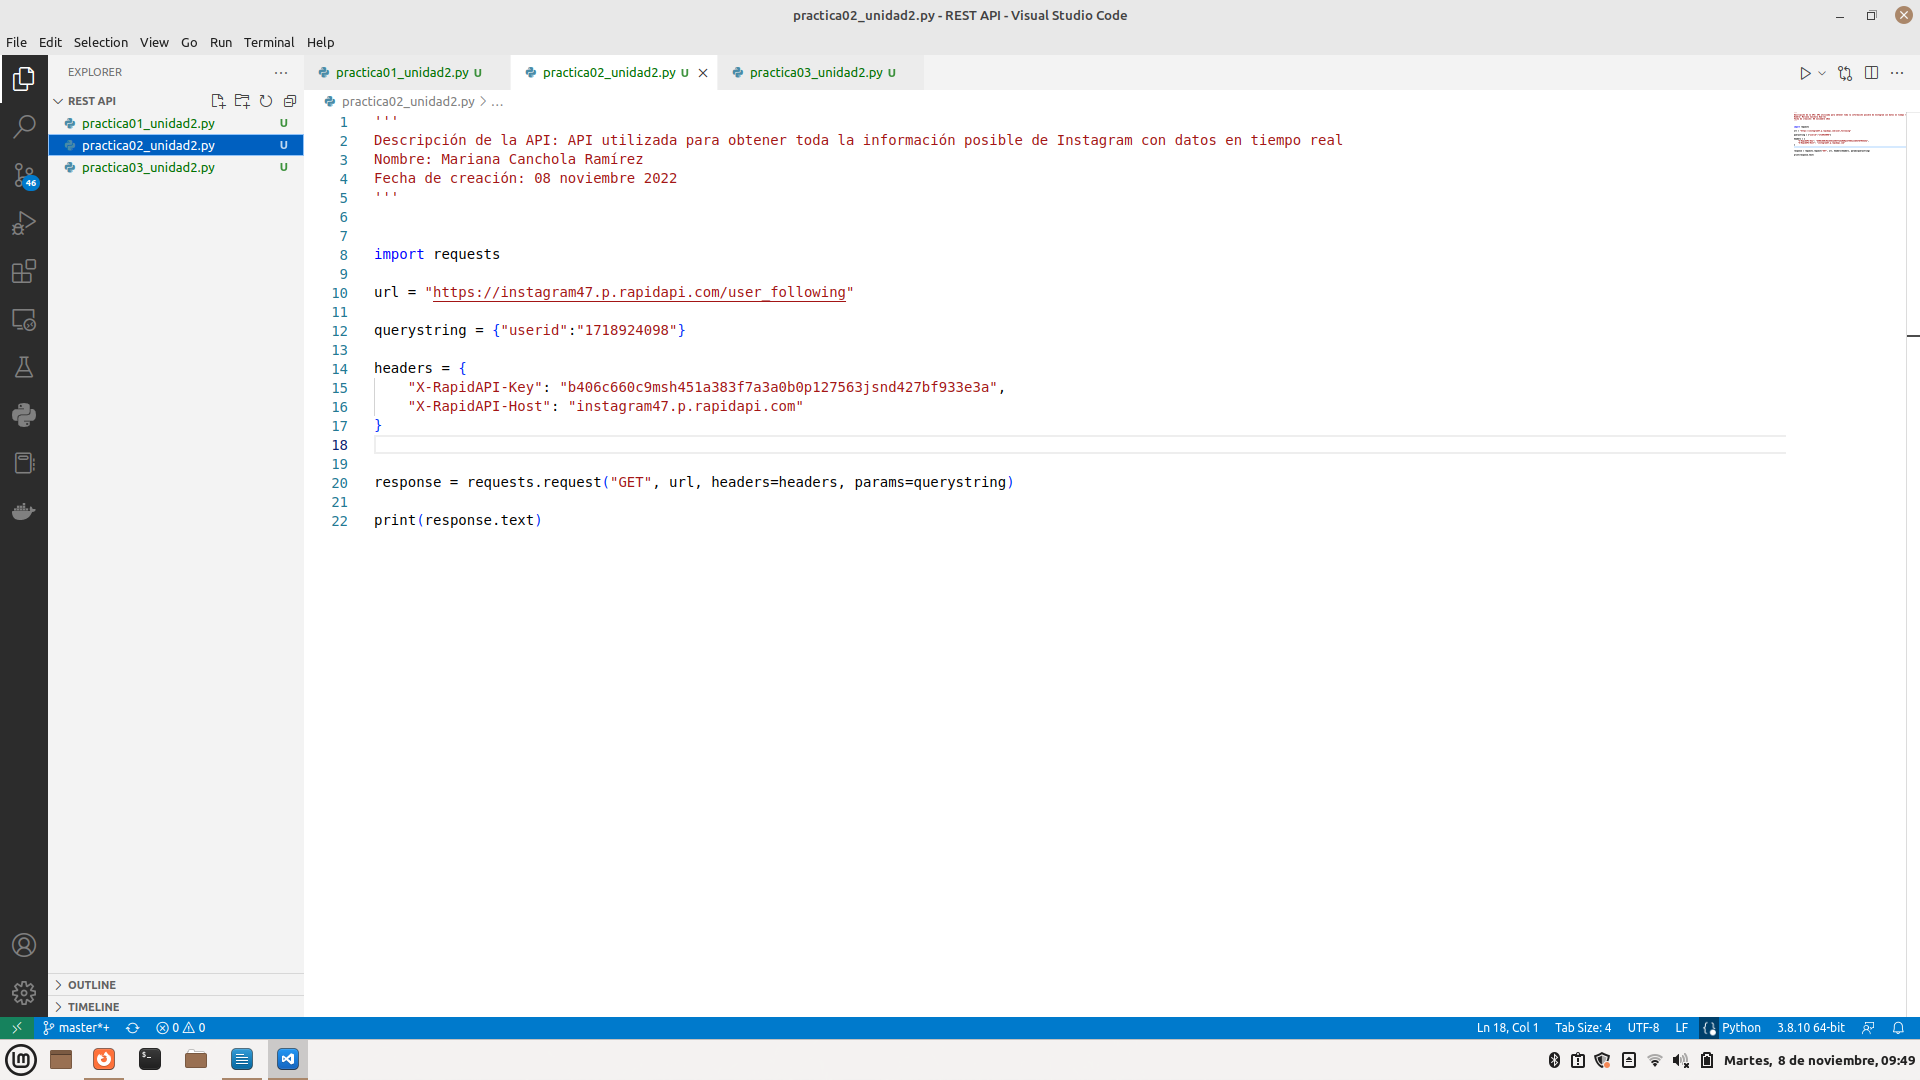 practica02_unidad2.py - REST API - Visual Studio Code
File Edit Selection View Go Run Terminal Help
EXPLORER
practica01_unidad2.py U
practica02_unidad2.py U
practica03_unidad2.py U
REST API
practica02_unidad2.py > ...
practica01_unidad2.py U
practica02_unidad2.py U
practica03_unidad2.py U
46
1 '''
2 Descripción de la API: API utilizada para obtener toda la información posible de Instagram con datos en tiempo real
3 Nombre: Mariana Canchola Ramírez
4 Fecha de creación: 08 noviembre 2022
5 '''
6
7
8 import requests
9
10 url = "https://instagram47.p.rapidapi.com/user_following"
11
12 querystring = {"userid":"1718924098"}
13
14 headers = {
15 "X-RapidAPI-Key": "b406c660c9msh451a383f7a3a0b0p127563jsnd427bf933e3a",
16 "X-RapidAPI-Host": "instagram47.p.rapidapi.com"
17 }
18
19
20 response = requests.request("GET", url, headers=headers, params=querystring)
21
22 print(response.text)
OUTLINE
TIMELINE
master*+ 0 0 Ln 18, Col 1 Tab Size: 4 UTF-8 LF Python 3.8.10 64-bit
Martes, 8 de noviembre, 09:49